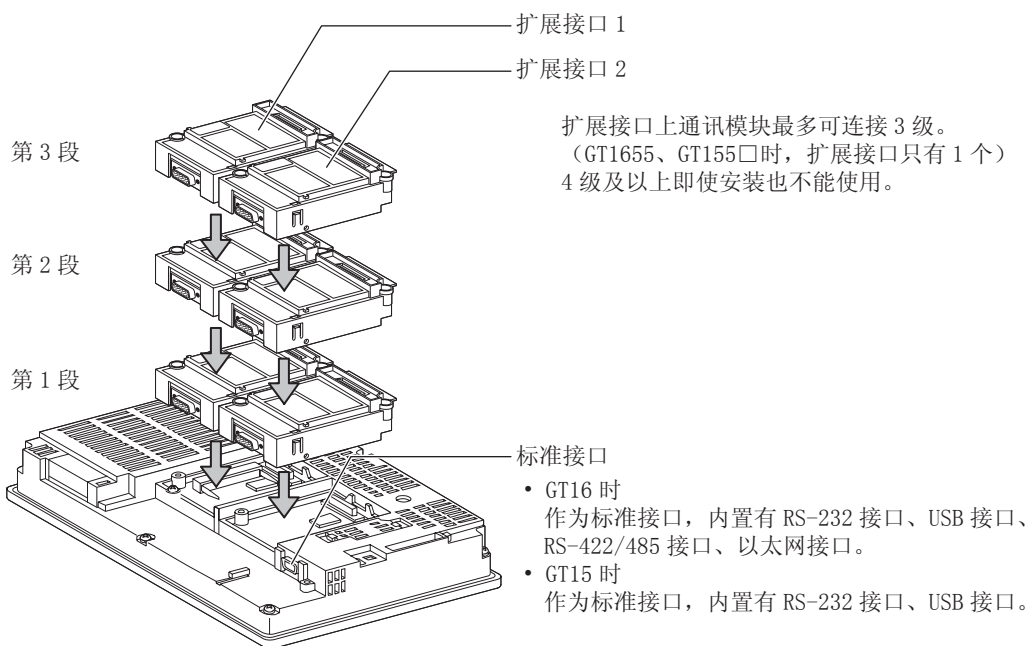 扩展接口 1
扩展接口 2
扩展接口上通讯模块最多可连接 3 级。
（GT1655、GT155□时，扩展接口只有 1 个）
4 级及以上即使安装也不能使用。
第 3 段
第 2 段
第 1 段
标准接口
• GT16 时
作为标准接口，内置有 RS-232 接口、USB 接口、
RS-422/485 接口、以太网接口。
• GT15 时
作为标准接口，内置有 RS-232 接口、USB 接口。